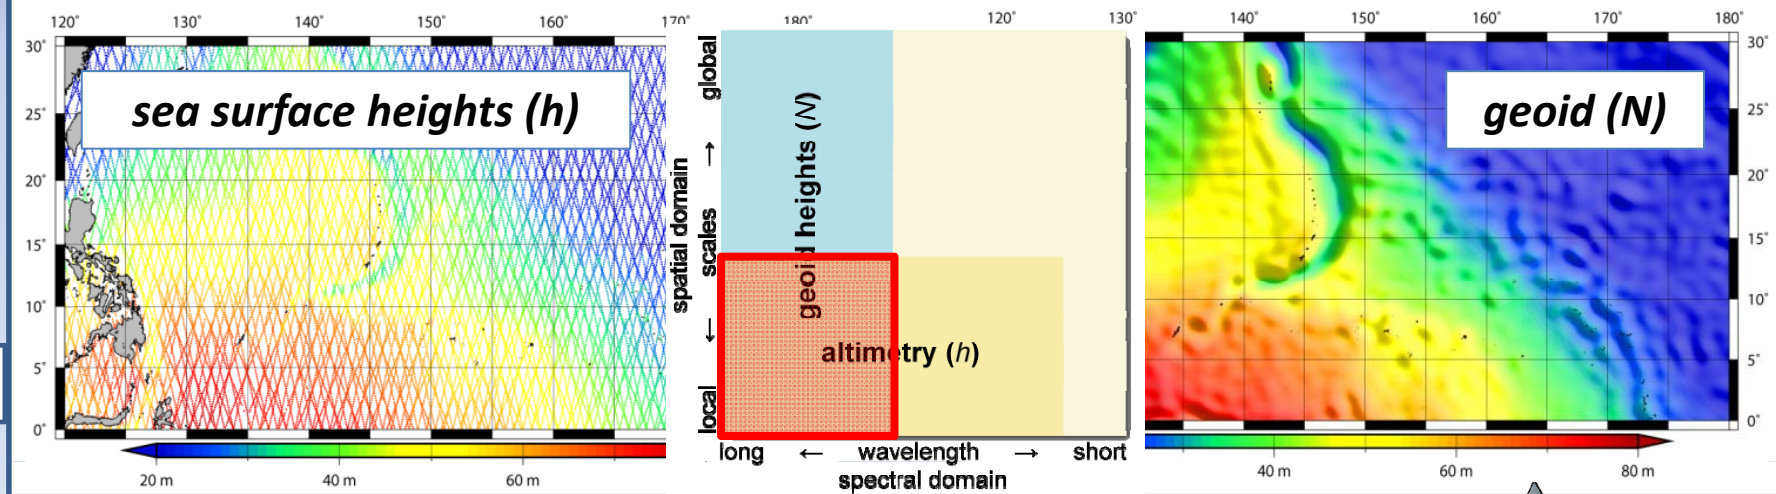 120° 130° 140° 150° 160° 170°
30°
25°
20°
15°
10°
5°
0°
sea surface heights (h)
20 m 40 m 60 m
180° 120° 130°
spatial domain
local ← scales → global
geoid heights (N)
altimetry (h)
long ← wavelength → short
spectral domain
140° 150° 160° 170° 180°
30°
25°
20°
15°
10°
5°
0°
geoid (N)
40 m 60 m 80 m